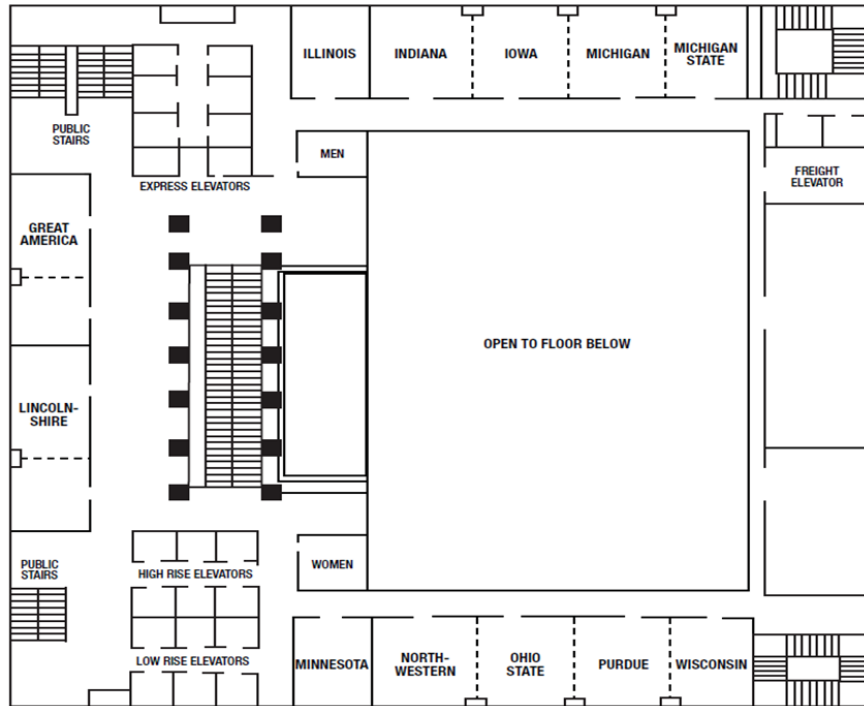 ILLINOIS
INDIANA
IOWA
MICHIGAN
MICHIGAN
STATE
PUBLIC
STAIRS
MEN
EXPRESS ELEVATORS
FREIGHT
ELEVATOR
GREAT
AMERICA
OPEN TO FLOOR BELOW
LINCOLN-
SHIRE
PUBLIC
STAIRS
HIGH RISE ELEVATORS
WOMEN
LOW RISE ELEVATORS
MINNESOTA
NORTH-
WESTERN
OHIO
STATE
PURDUE
WISCONSIN